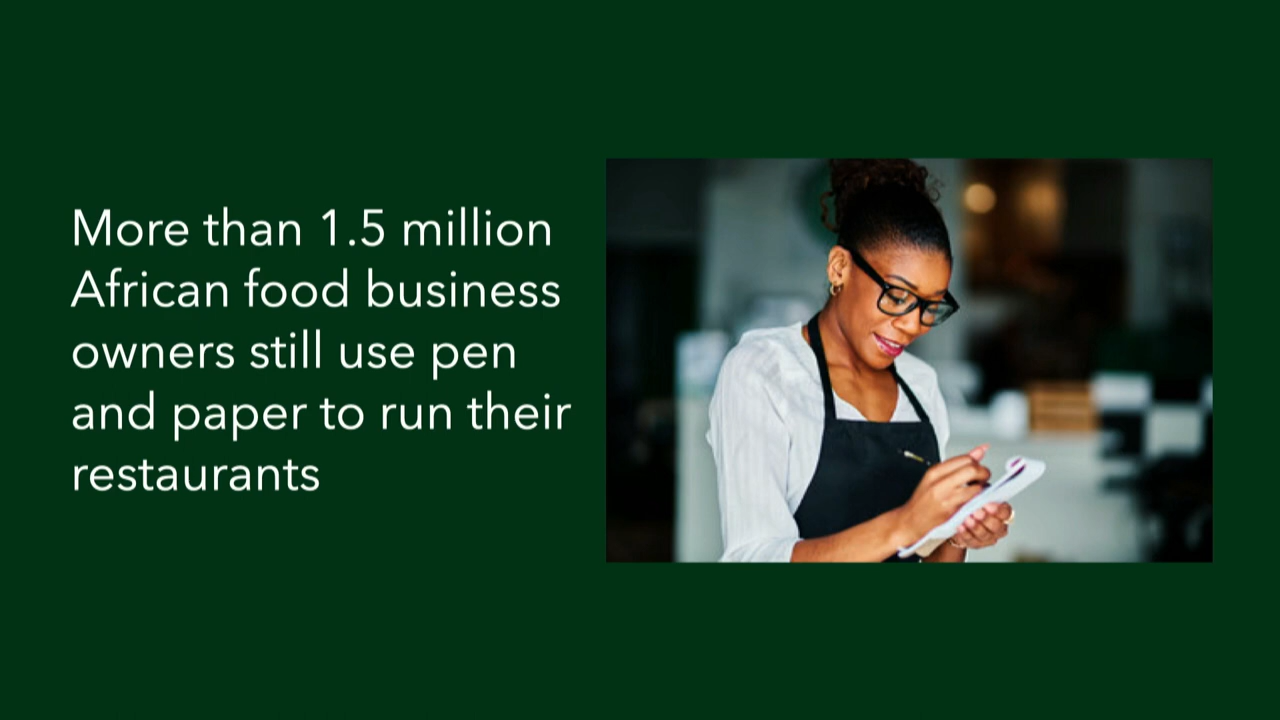 More than 1.5 million
African food business
owners still use pen
and paper to run their
restaurants